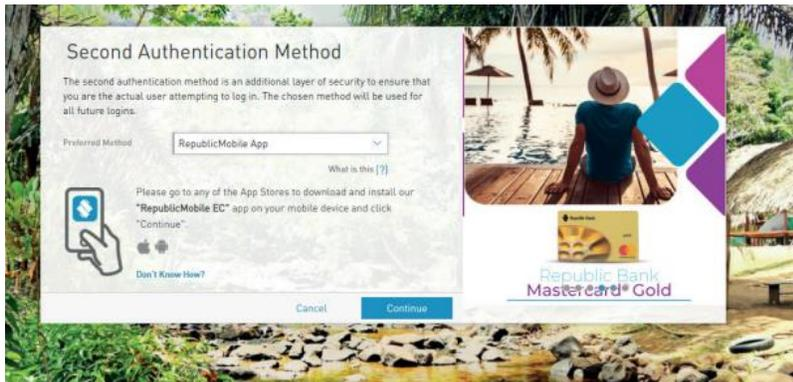 Second Authentication Method
The second authentication method is an additional layer of security to ensure that
you are the actual user attempting to log in. The chosen method will be used for
all future logins.
Preferred Method
RepublicMobile App
What is this [?]
Please go to any of the App Stores to download and install our
"RepublicMobile EC" app on your mobile device and click
"Continue".
Don't Know How?
Cancel
Continue
Republic Bank
Republic Bank
Mastercard® Gold